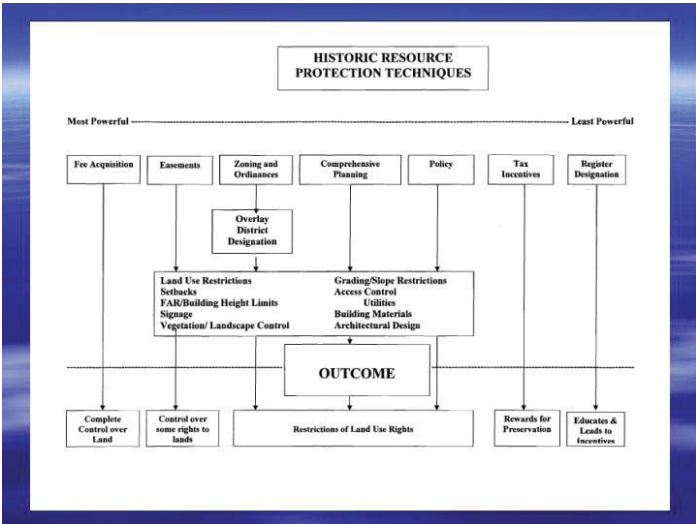 HISTORIC RESOURCE
PROTECTION TECHNIQUES
Most Powerful
Least Powerful
Fee Acquisition
Easements
Zoning and
Ordinances
Comprehensive
Planning
Policy
Tax
Incentives
Register
Designation
Overlay
District
Designation
Land Use Restrictions
Setbacks
FAR/Building Height Limits
Signage
Vegetation/ Landscape Control
Grading/Slope Restrictions
Access Control
Utilities
Building Materials
Architectural Design
OUTCOME
Complete
Control over
Land
Control over
some rights to
lands
Restrictions of Land Use Rights
Rewards for
Preservation
Educates &
Leads to
Incentives